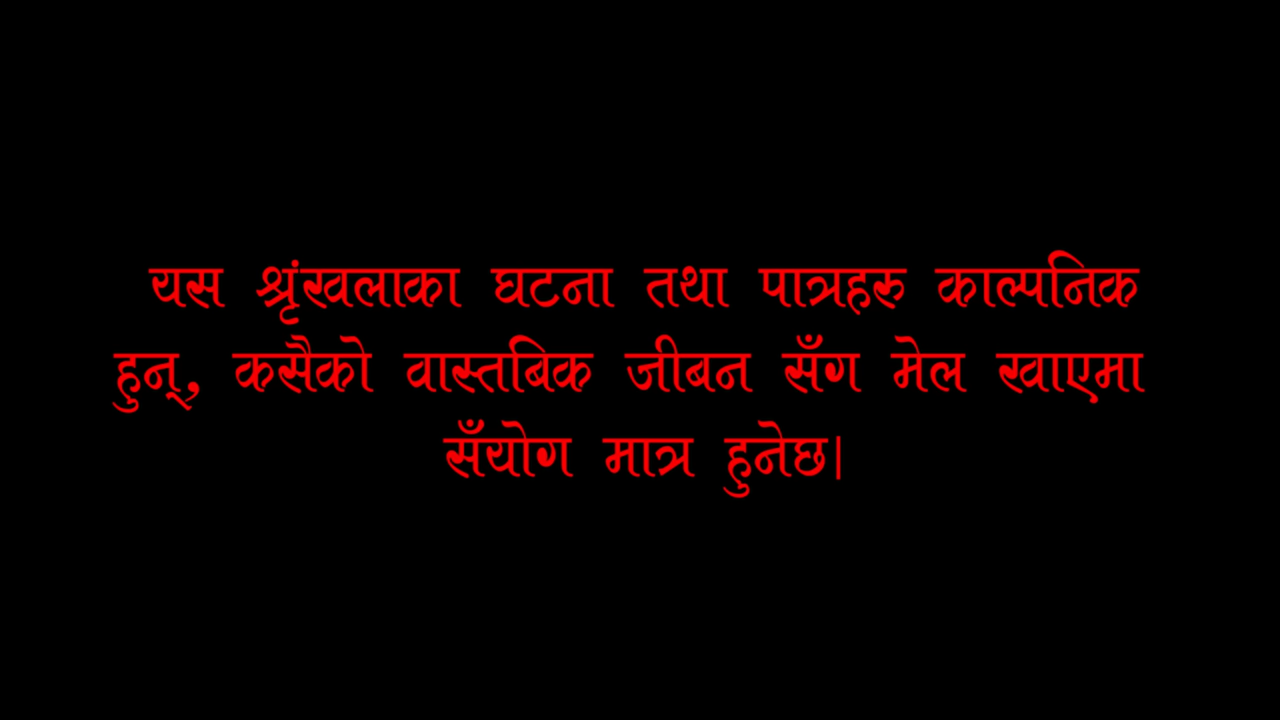 यस श्रृंखलाका घटना तथा पात्रहरु काल्पनिक
हुन्, कसैको वास्तबिक जीबन सँग मेल खाएमा
सँयोग मात्र हुनेछ।